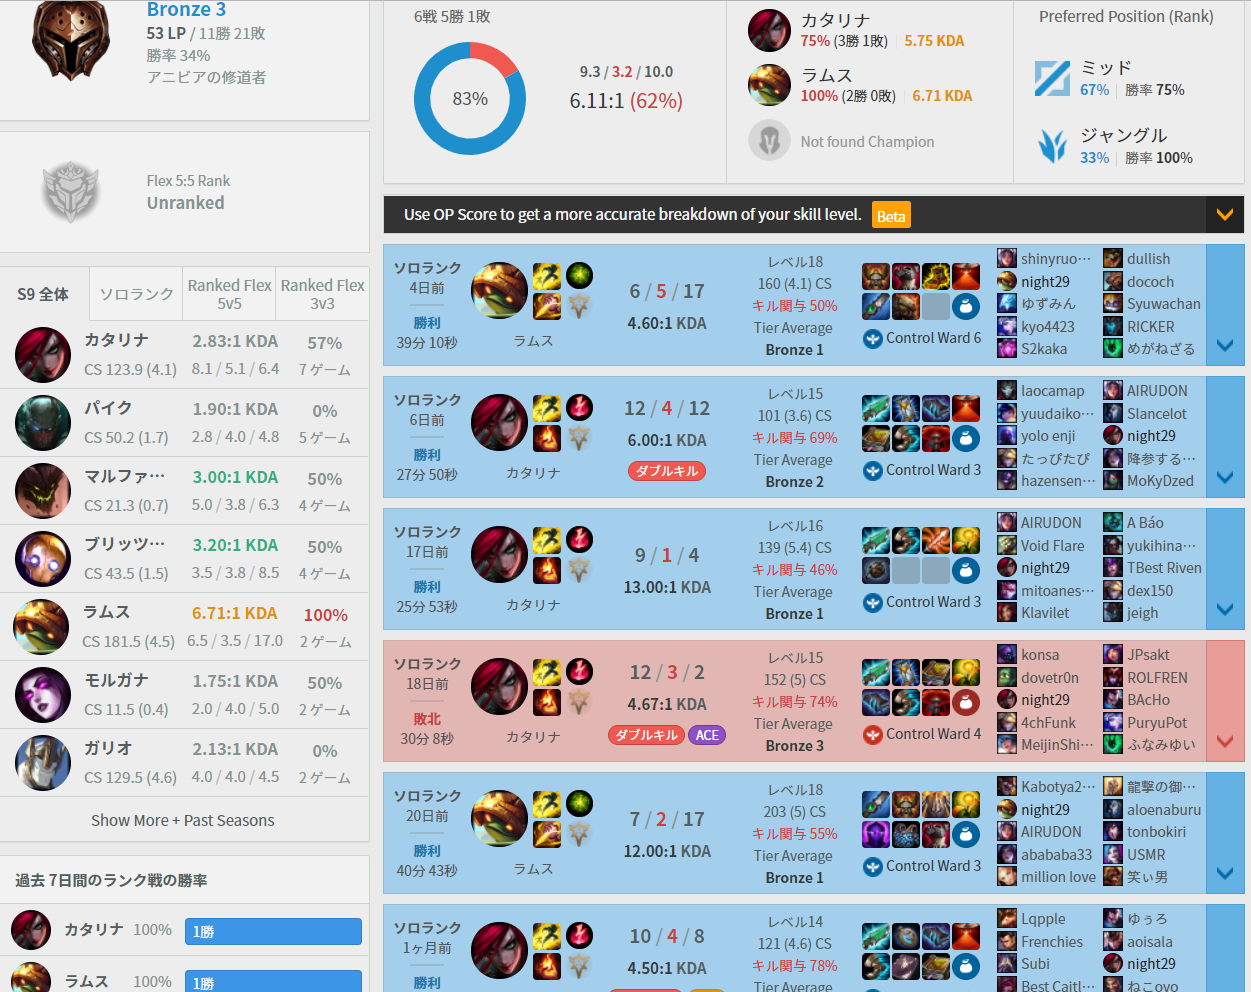 Bronze 3
53 LP / 11勝 21敗
勝率 34%
アニビアの修道者
Flex 5:5 Rank
Unranked
S9 全体
ソロランク
Ranked Flex 5v5
Ranked Flex 3v3
カタリナ 2.83:1 KDA 57%
CS 123.9 (4.1) 8.1 / 5.1 / 6.4 7 ゲーム
パイク 1.90:1 KDA 0%
CS 50.2 (1.7) 2.8 / 4.0 / 4.8 5 ゲーム
マルファ… 3.00:1 KDA 50%
CS 21.3 (0.7) 5.0 / 3.8 / 6.3 4 ゲーム
ブリッツ… 3.20:1 KDA 50%
CS 43.5 (1.5) 3.5 / 3.8 / 8.5 4 ゲーム
ラムス 6.71:1 KDA 100%
CS 181.5 (4.5) 6.5 / 3.5 / 17.0 2 ゲーム
モルガナ 1.75:1 KDA 50%
CS 11.5 (0.4) 2.0 / 4.0 / 5.0 2 ゲーム
ガリオ 2.13:1 KDA 0%
CS 129.5 (4.6) 4.0 / 4.0 / 4.5 2 ゲーム
Show More + Past Seasons
過去 7日間のランク戦の勝率
カタリナ 100% 1勝
ラムス 100% 1勝
6戦 5勝 1敗
83%
9.3 / 3.2 / 10.0
6.11:1 (62%)
カタリナ
75% (3勝 1敗) 5.75 KDA
ラムス
100% (2勝 0敗) 6.71 KDA
Not found Champion
Preferred Position (Rank)
ミッド
67% 勝率 75%
ジャングル
33% 勝率 100%
Use OP Score to get a more accurate breakdown of your skill level. Beta
ソロランク
4日前
勝利
39分 10秒
ラムス
6 / 5 / 17
4.60:1 KDA
レベル18
160 (4.1) CS
キル関与 50%
Tier Average
Bronze 1
Control Ward 6
shinyruo… dullish
night29 dococh
ゆずみん Syuwachan
kyo4423 RICKER
S2kaka めがねざる
ソロランク
6日前
勝利
27分 50秒
カタリナ
12 / 4 / 12
6.00:1 KDA
ダブルキル
レベル15
101 (3.6) CS
キル関与 69%
Tier Average
Bronze 2
Control Ward 3
laocamap AIRUDON
yuudaiko… Slancelot
yolo enji night29
たっぴたぴ 降参する…
hazensen… MoKyDzed
ソロランク
17日前
勝利
25分 53秒
カタリナ
9 / 1 / 4
13.00:1 KDA
レベル16
139 (5.4) CS
キル関与 46%
Tier Average
Bronze 1
Control Ward 3
AIRUDON A Báo
Void Flare yukihina…
night29 TBest Riven
mitoanes… dex150
Klavilet jeigh
ソロランク
18日前
敗北
30分 8秒
カタリナ
12 / 3 / 2
4.67:1 KDA
ダブルキル ACE
レベル15
152 (5) CS
キル関与 74%
Tier Average
Bronze 3
Control Ward 4
konsa JPsakt
dovetr0n ROLFREN
night29 BAcHo
4chFunk PuryuPot
MeijinShi… ふなみゆい
ソロランク
20日前
勝利
40分 43秒
ラムス
7 / 2 / 17
12.00:1 KDA
レベル18
203 (5) CS
キル関与 55%
Tier Average
Bronze 1
Control Ward 3
Kabotya2… 龍撃の御…
night29 aloenaburu
AIRUDON tonbokiri
abababa33 USMR
million love 笑ぃ男
ソロランク
1ヶ月前
勝利
カタリナ
10 / 4 / 8
4.50:1 KDA
レベル14
121 (4.6) CS
キル関与 78%
Tier Average
Lqpple ゆぅろ
Frenchies aoisala
Subi night29
Best Caitl… ねこovo